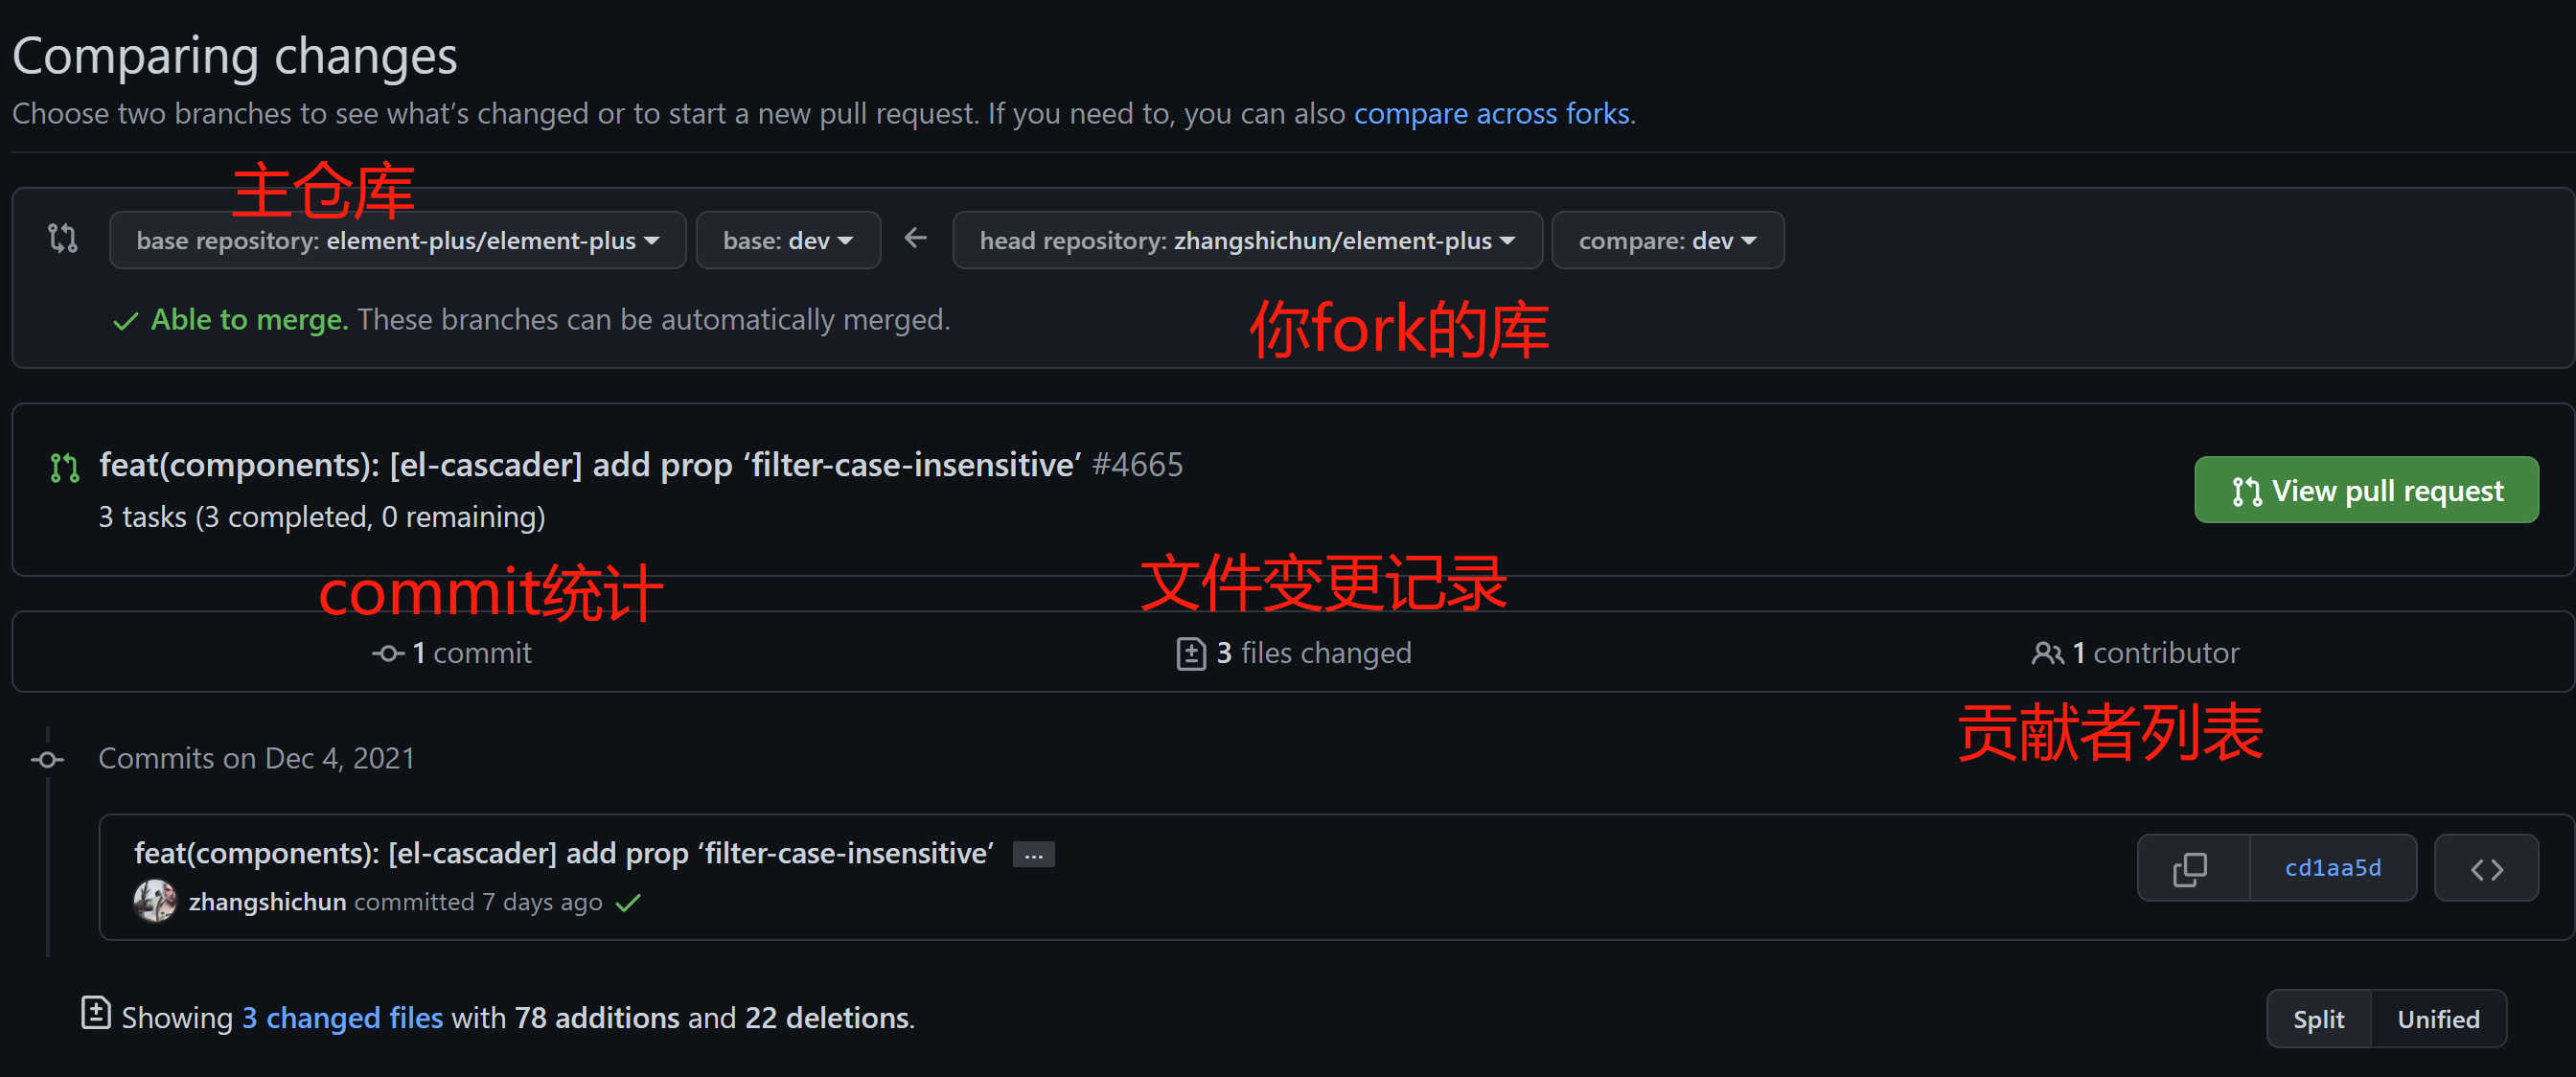 Comparing changes
Choose two branches to see what’s changed or to start a new pull request. If you need to, you can also compare across forks.
主仓库
base repository: element-plus/element-plus base: dev head repository: zhangshichun/element-plus compare: dev
Able to merge. These branches can be automatically merged.
你fork的库
feat(components): [el-cascader] add prop ‘filter-case-insensitive’ #4665
View pull request
3 tasks (3 completed, 0 remaining)
commit统计 文件变更记录
1 commit 3 files changed 1 contributor
贡献者列表
Commits on Dec 4, 2021
feat(components): [el-cascader] add prop ‘filter-case-insensitive’ ...
cd1aa5d
zhangshichun committed 7 days ago
Showing 3 changed files with 78 additions and 22 deletions.
Split Unified